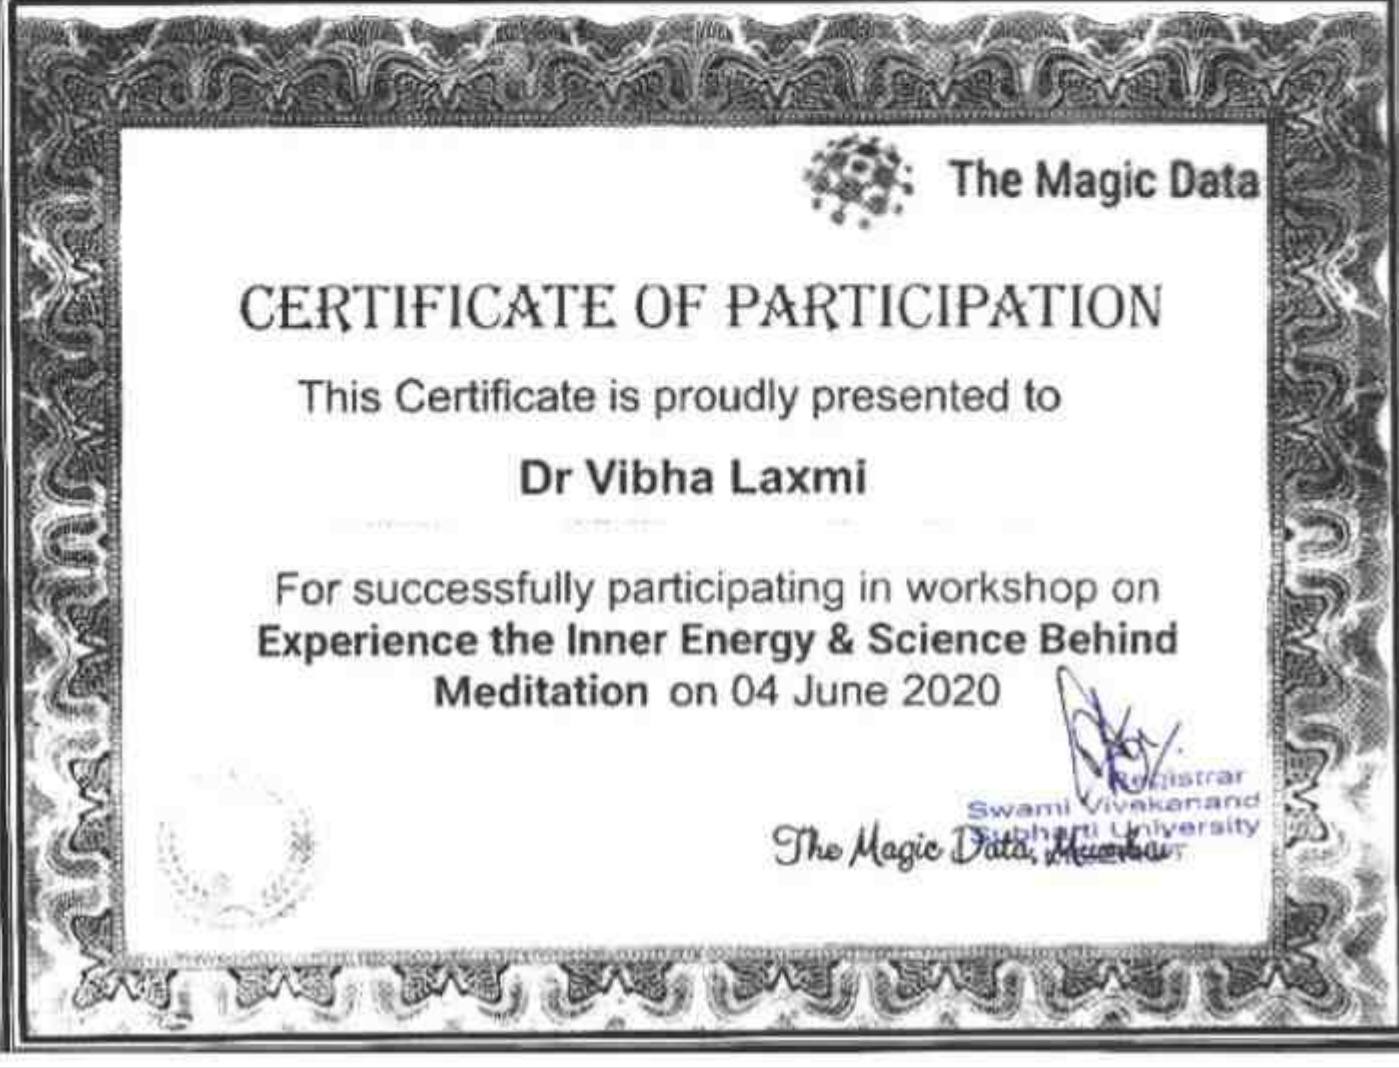 The Magic Data
CERTIFICATE OF PARTICIPATION
This Certificate is proudly presented to
Dr Vibha Laxmi
For successfully participating in workshop on
Experience the Inner Energy & Science Behind
Meditation on 04 June 2020
Registrar
Swami Vivekanand
Subharti University
The Magic Data, Mumbai